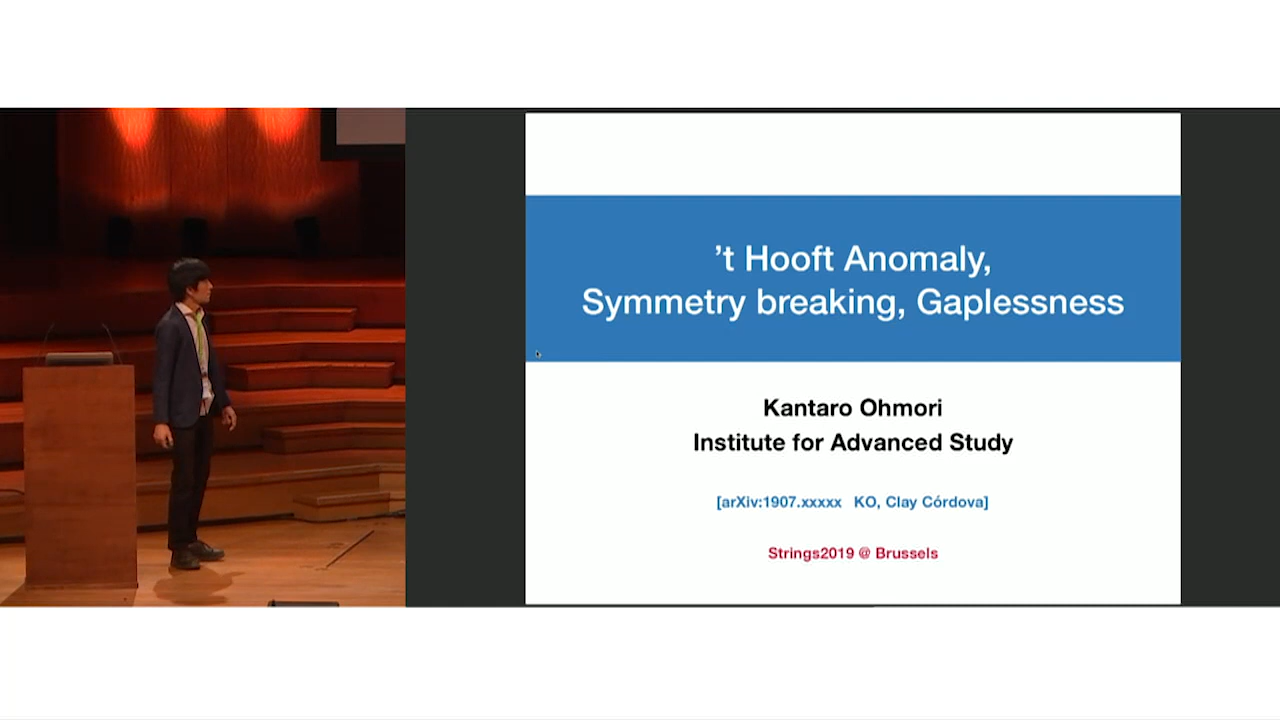 ’t Hooft Anomaly,
Symmetry breaking, Gaplessness
Kantaro Ohmori
Institute for Advanced Study
[arXiv:1907.xxxxx KO, Clay Córdova]
Strings2019 @ Brussels